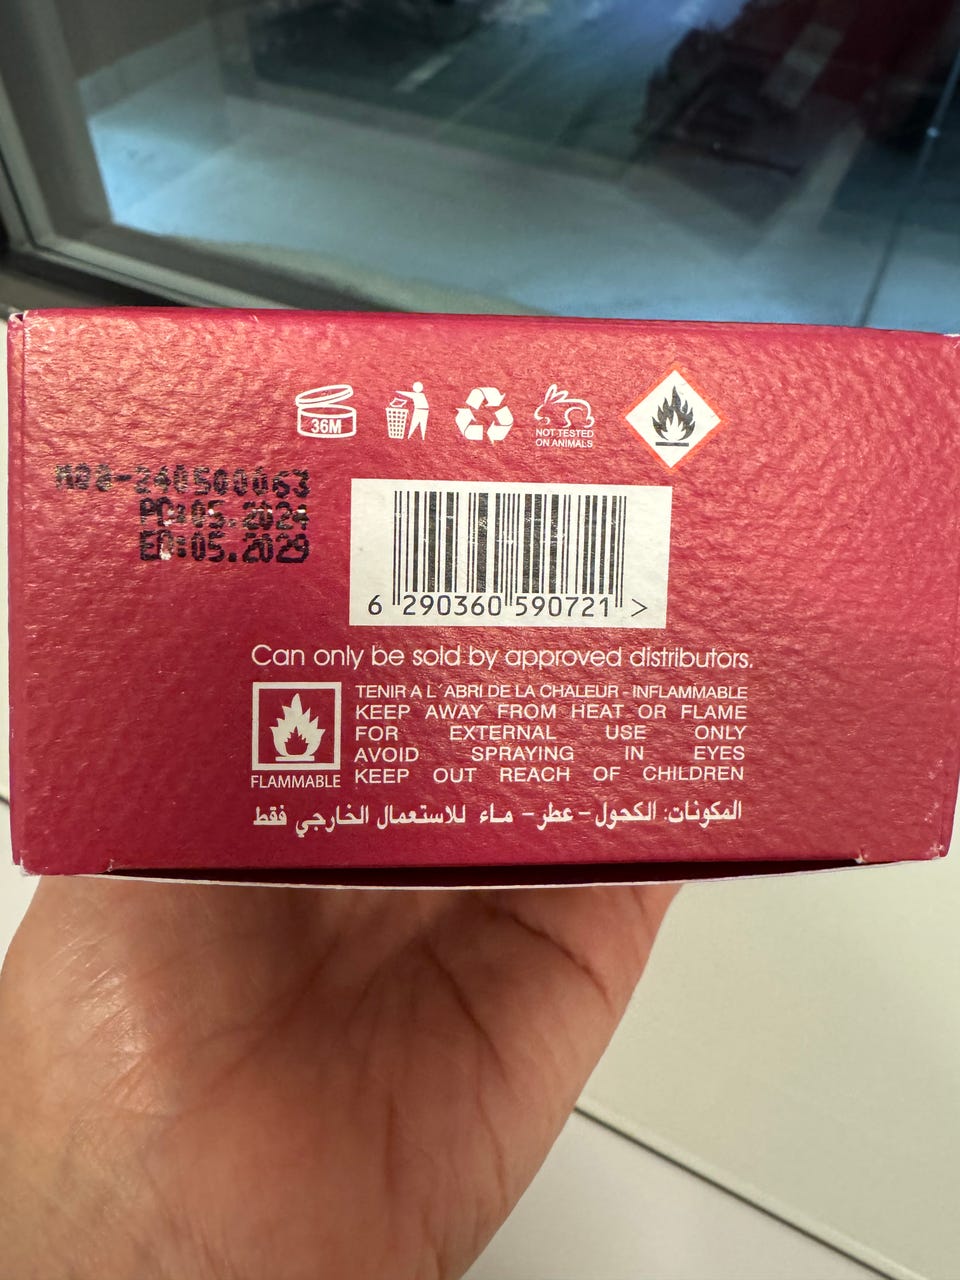 36M
NOT TESTED
ON ANIMALS
240500063
PD:05.2024
ED:05.2029
6 290360 590721 >
Can only be sold by approved distributors.
TENIR A L´ABRI DE LA CHALEUR - INFLAMMABLE
KEEP AWAY FROM HEAT OR FLAME
FOR EXTERNAL USE ONLY
AVOID SPRAYING IN EYES
KEEP OUT REACH OF CHILDREN
FLAMMABLE
المكونات: الكحول - عطر - ماء للاستعمال الخارجي فقط